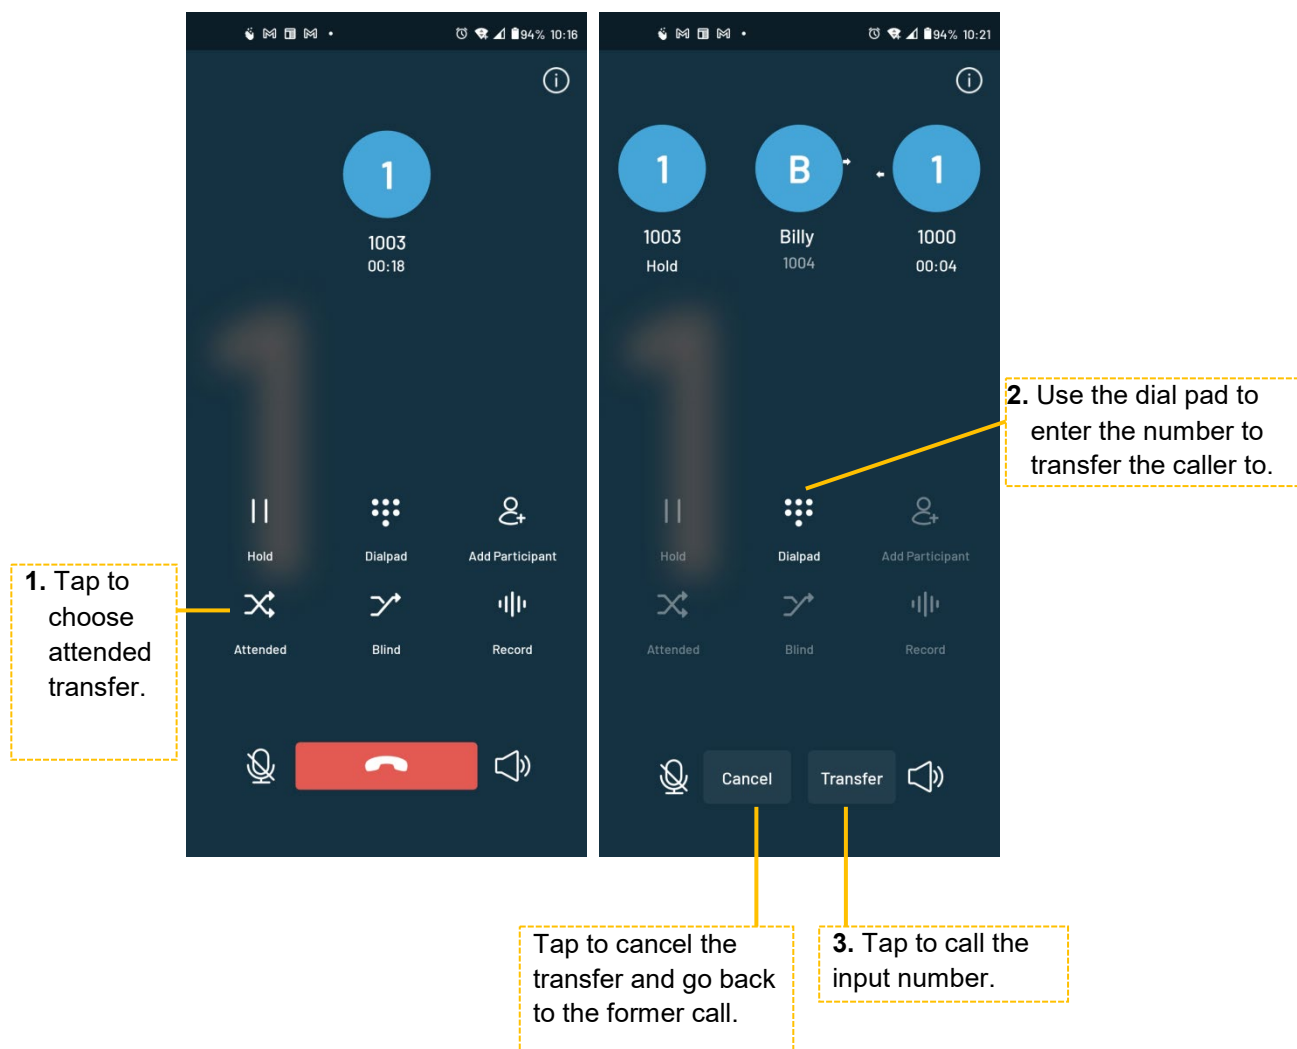 94% 10:16
1
1003
00:18
Hold Dialpad Add Participant
Attended Blind Record
94% 10:21
1 B 1
1003 Billy 1000
Hold 1004 00:04
Hold Dialpad Add Participant
Attended Blind Record
Cancel Transfer
1. Tap to
choose
attended
transfer.
2. Use the dial pad to
enter the number to
transfer the caller to.
Tap to cancel the
transfer and go back
to the former call.
3. Tap to call the
input number.